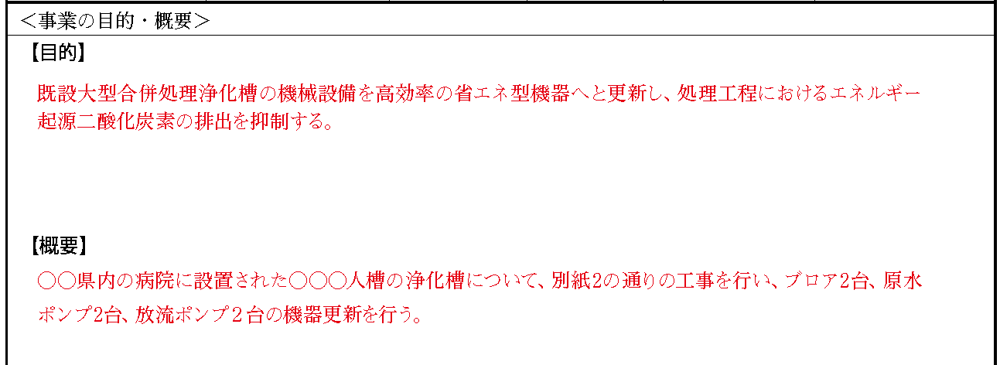 ＜事業の目的・概要＞
【目的】
既設大型合併処理浄化槽の機械設備を高効率の省エネ型機器へと更新し、処理工程におけるエネルギー
起源二酸化炭素の排出を抑制する。
【概要】
〇〇県内の病院に設置された〇〇〇人槽の浄化槽について、別紙2の通りの工事を行い、ブロア2台、原水
ポンプ2台、放流ポンプ２台の機器更新を行う。